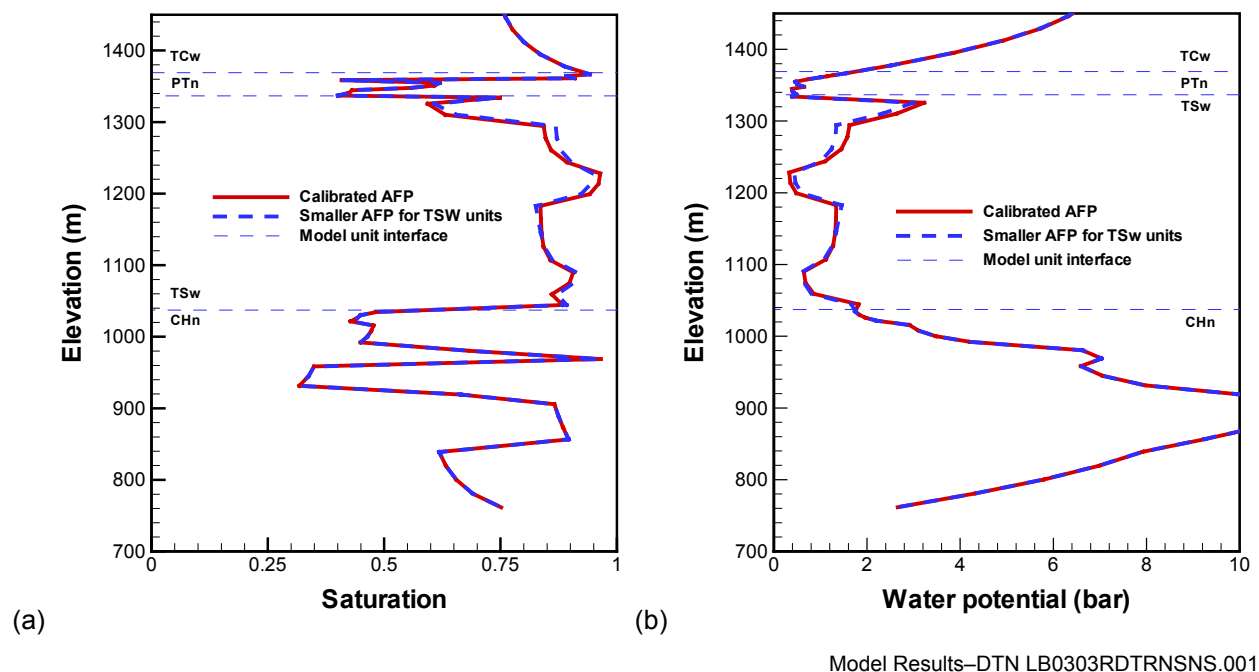 1400
1300
1200
1100
1000
900
800
700
0
0.25
0.5
0.75
1
Elevation (m)
Saturation
TCw
PTn
TSw
CHn
Calibrated AFP
Smaller AFP for TSW units
Model unit interface
(a)
1400
1300
1200
1100
1000
900
800
700
0
2
4
6
8
10
Elevation (m)
Water potential (bar)
TCw
PTn
TSw
CHn
Calibrated AFP
Smaller AFP for TSw units
Model unit interface
(b)
Model Results–DTN LB0303RDTRNSNS.001